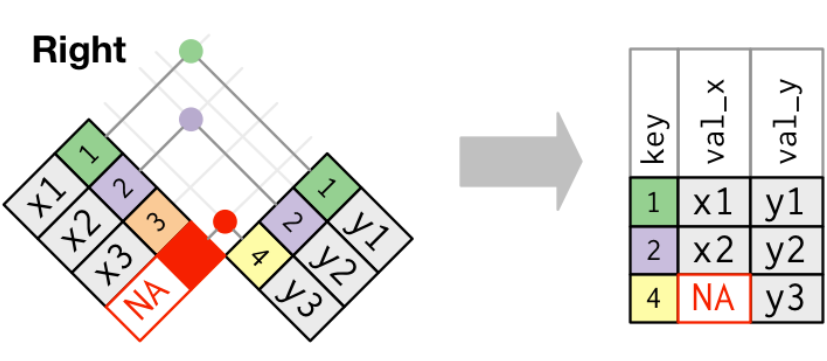 Right
1 x1
2 x2
3 x3
NA
1 y1
2 y2
4 y3
key val_x val_y
1 x1 y1
2 x2 y2
4 NA y3